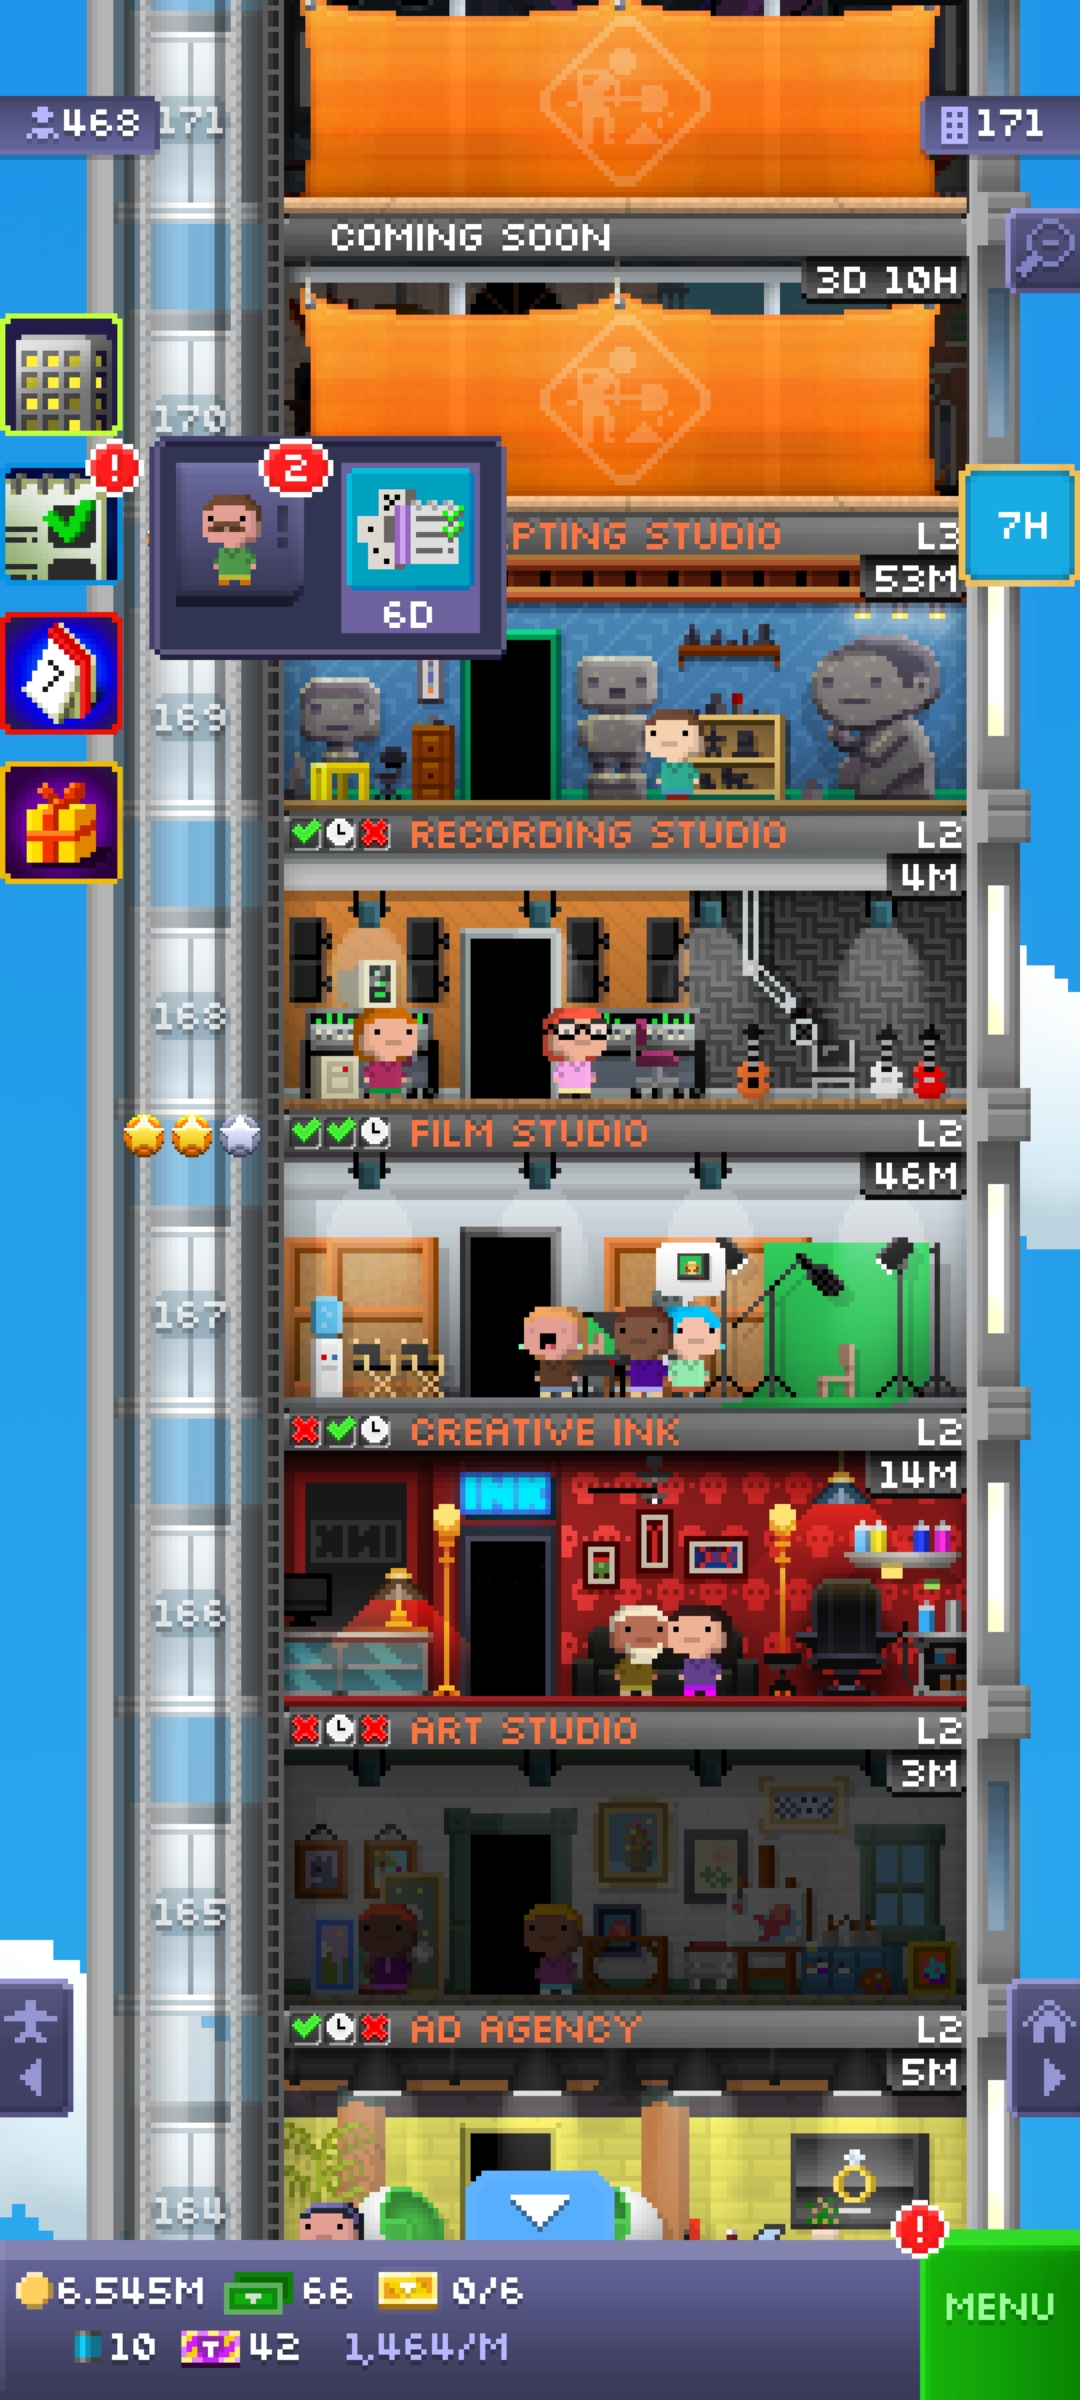 171
468
171
COMING SOON
3D 10H
170
2
6D
PTING STUDIO
L3
7H
53M
169
RECORDING STUDIO
L2
4M
168
FILM STUDIO
L2
46M
167
CREATIVE INK
L2
14M
INK
INK
166
ART STUDIO
L2
3M
165
AD AGENCY
L2
5M
164
6.545M
66
0/6
MENU
10
T
42
1,464/M